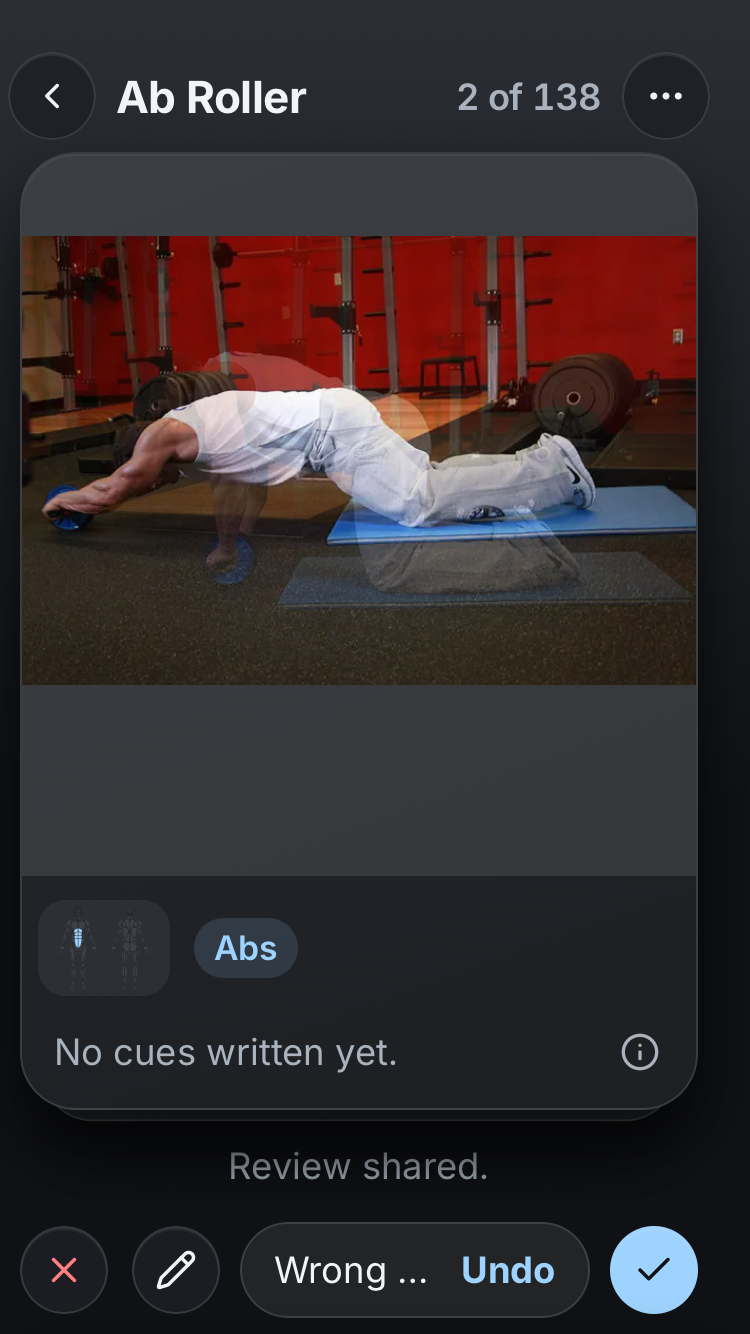 Ab Roller
2 of 138
Abs
No cues written yet.
Review shared.
Wrong ... Undo